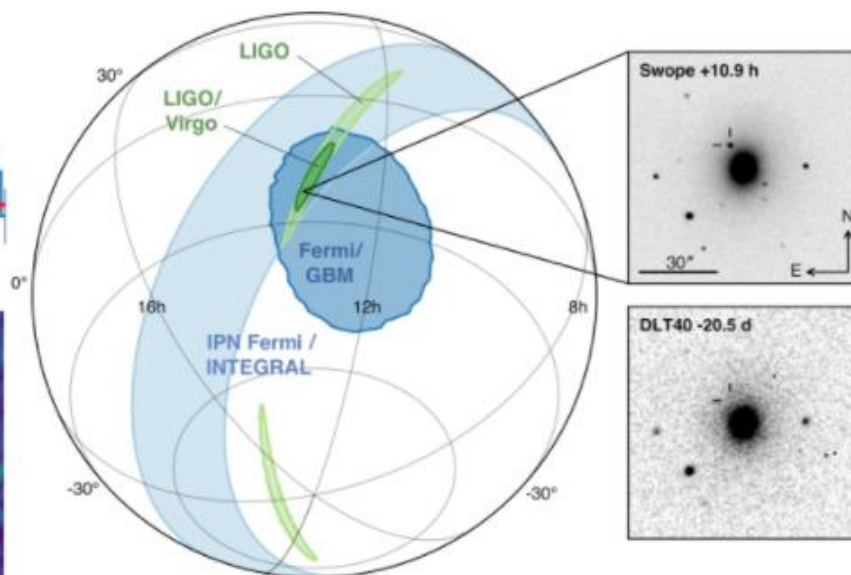 LIGO
LIGO/
Virgo
30°
Fermi/
GBM
0°
16h
12h
8h
IPN Fermi /
INTEGRAL
-30°
-30°
Swope +10.9 h
N
30"
E
DLT40 -20.5 d